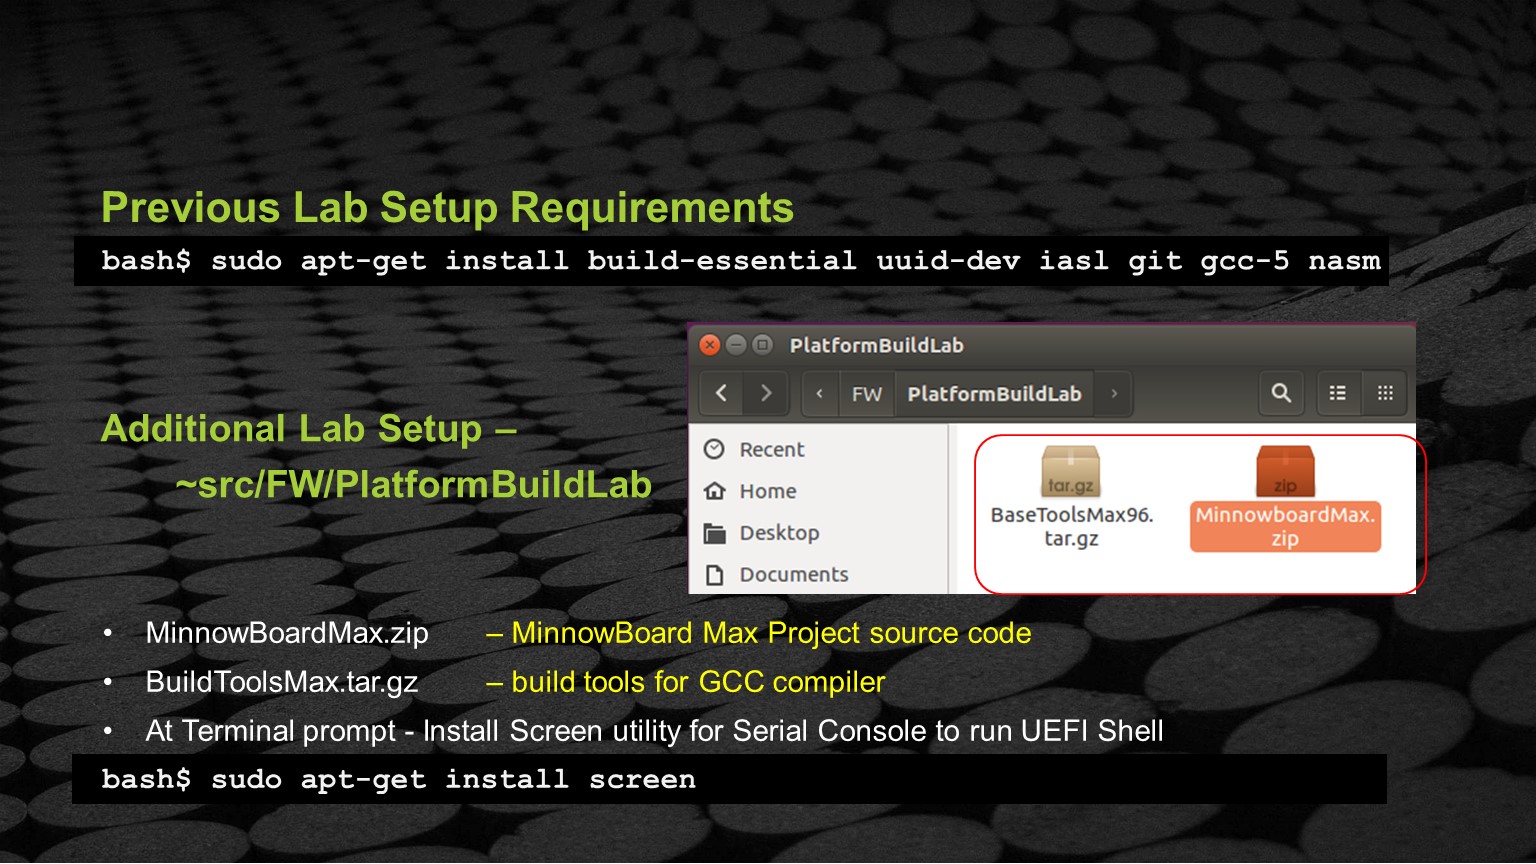 Previous Lab Setup Requirements
bash$ sudo apt-get install build-essential uuid-dev iasl git gcc-5 nasm
Additional Lab Setup –
~src/FW/PlatformBuildLab
PlatformBuildLab
FW
PlatformBuildLab
Recent
Home
Desktop
Documents
tar.gz
BaseToolsMax96.
tar.gz
zip
MinnowboardMax.
zip
• MinnowBoardMax.zip – MinnowBoard Max Project source code
• BuildToolsMax.tar.gz – build tools for GCC compiler
• At Terminal prompt - Install Screen utility for Serial Console to run UEFI Shell
bash$ sudo apt-get install screen